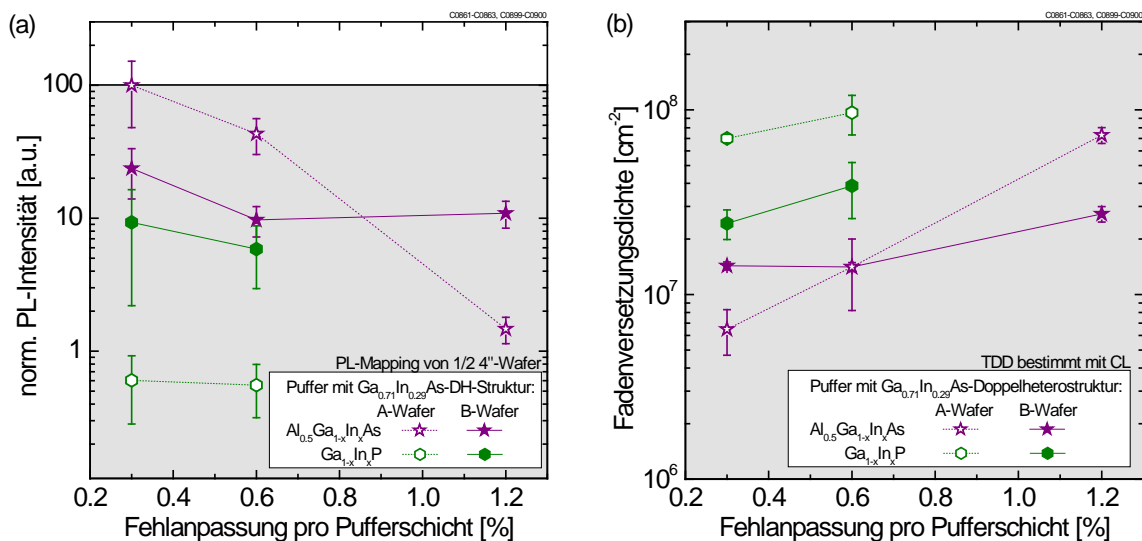 (a)
C0861-C0863, C0899-C0900
norm. PL-Intensität [a.u.]
100
10
1
PL-Mapping von 1/2 4"-Wafer
Puffer mit Ga0.71In0.29As-DH-Struktur:
A-Wafer B-Wafer
Al0.5Ga1-xInxAs
Ga1-xInxP
0.2 0.4 0.6 0.8 1.0 1.2
Fehlanpassung pro Pufferschicht [%]
(b)
C0861-C0863, C0899-C0900
Fadenversetzungsdichte [cm-2]
10^8
10^7
10^6
TDD bestimmt mit CL
Puffer mit Ga0.71In0.29As-Doppelheterostruktur:
A-Wafer B-Wafer
Al0.5Ga1-xInxAs
Ga1-xInxP
0.2 0.4 0.6 0.8 1.0 1.2
Fehlanpassung pro Pufferschicht [%]